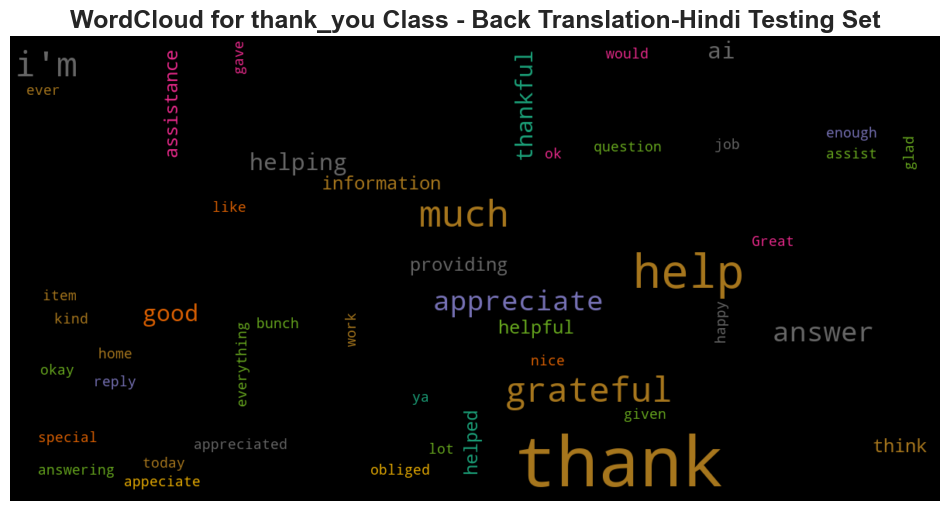 WordCloud for thank_you Class - Back Translation-Hindi Testing Set
i'm
ever
assistance
gave
thankful
would
ai
ok
question
job
enough
assist
glad
helping
information
like
much
Great
providing
help
item
kind
good
bunch
everything
work
appreciate
helpful
happy
answer
home
okay
reply
nice
ya
grateful
given
special
appreciated
helped
lot
thank
think
answering
today
appeciate
obliged